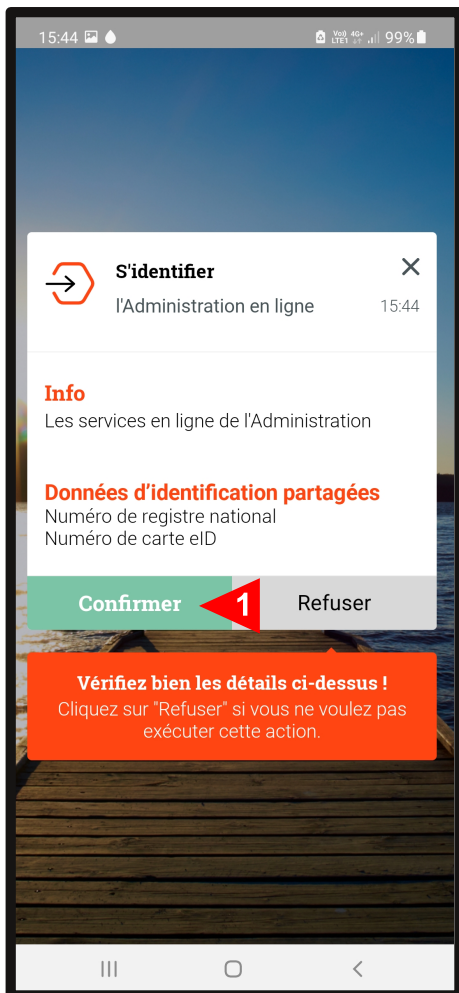 15:44
Vo)) 4G+
LTE1
99%
S'identifier
l'Administration en ligne
15:44
Info
Les services en ligne de l'Administration
Données d’identification partagées
Numéro de registre national
Numéro de carte eID
Confirmer
1
Refuser
Vérifiez bien les détails ci-dessus !
Cliquez sur "Refuser" si vous ne voulez pas
exécuter cette action.